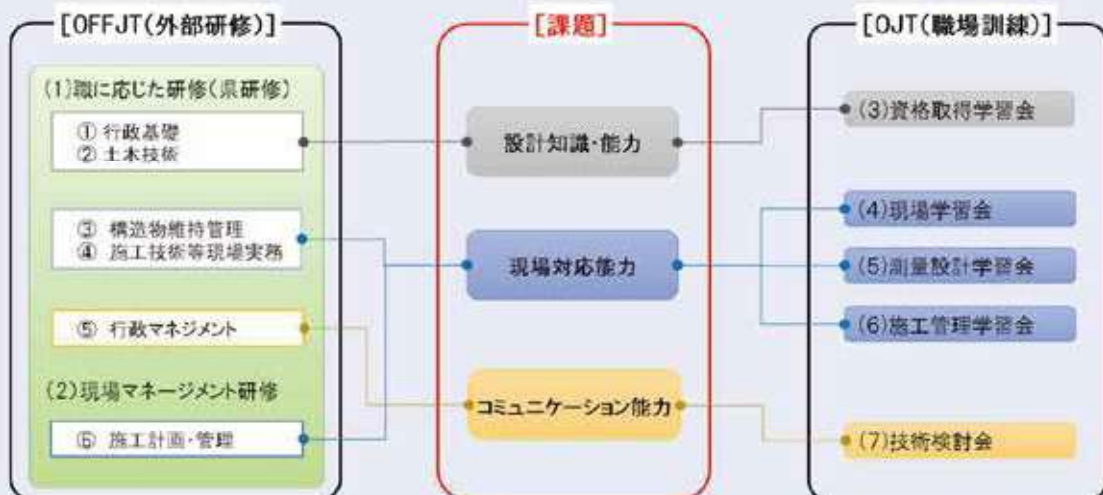 [OFFJT(外部研修)]
(1)職に応じた研修(県研修)
① 行政基礎
② 土木技術
③ 構造物維持管理
④ 施工技術等現場実務
⑤ 行政マネジメント
(2)現場マネージメント研修
⑥ 施工計画・管理
[課題]
設計知識・能力
現場対応能力
コミュニケーション能力
[OJT(職場訓練)]
(3)資格取得学習会
(4)現場学習会
(5)測量設計学習会
(6)施工管理学習会
(7)技術検討会